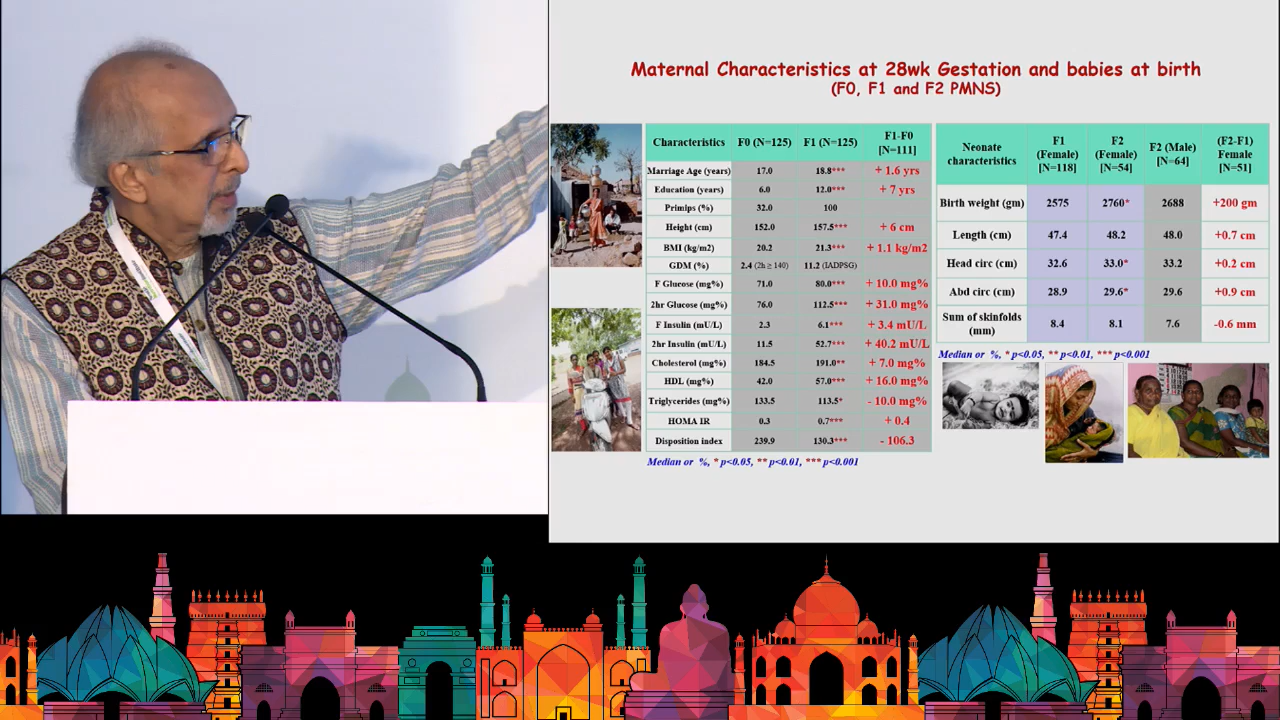 Maternal Characteristics at 28wk Gestation and babies at birth
(F0, F1 and F2 PMNS)
Characteristics F0 (N=125) F1 (N=125) F1-F0 [N=111]
Marriage Age (years) 17.0 18.8*** + 1.6 yrs
Education (years) 6.0 12.0*** + 7 yrs
Primips (%) 32.0 100
Height (cm) 152.0 157.5*** + 6 cm
BMI (kg/m2) 20.2 21.3*** + 1.1 kg/m2
GDM (%) 2.4 (2h ≥ 140) 11.2 (IADPSG)
F Glucose (mg%) 71.0 80.0*** + 10.0 mg%
2hr Glucose (mg%) 76.0 112.5*** + 31.0 mg%
F Insulin (mU/L) 2.3 6.1*** + 3.4 mU/L
2hr Insulin (mU/L) 11.5 52.7*** + 40.2 mU/L
Cholesterol (mg%) 184.5 191.0** + 7.0 mg%
HDL (mg%) 42.0 57.0*** + 16.0 mg%
Triglycerides (mg%) 133.5 113.5* - 10.0 mg%
HOMA IR 0.3 0.7*** + 0.4
Disposition index 239.9 130.3*** - 106.3
Median or %, * p<0.05, ** p<0.01, *** p<0.001
Neonate characteristics F1 (Female) [N=118] F2 (Female) [N=54] F2 (Male) [N=64] (F2-F1) Female [N=51]
Birth weight (gm) 2575 2760* 2688 +200 gm
Length (cm) 47.4 48.2 48.0 +0.7 cm
Head circ (cm) 32.6 33.0* 33.2 +0.2 cm
Abd circ (cm) 28.9 29.6* 29.6 +0.9 cm
Sum of skinfolds (mm) 8.4 8.1 7.6 -0.6 mm
Median or %, * p<0.05, ** p<0.01, *** p<0.001